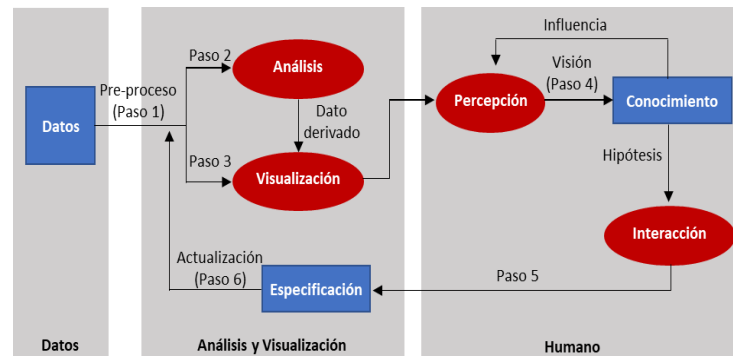 Influencia
Paso 2
Análisis
Visión
(Paso 4)
Pre-proceso
(Paso 1)
Percepción
Conocimiento
Datos
Dato
derivado
Hipótesis
Paso 3
Visualización
Interacción
Actualización
(Paso 6)
Especificación
Paso 5
Datos
Análisis y Visualización
Humano